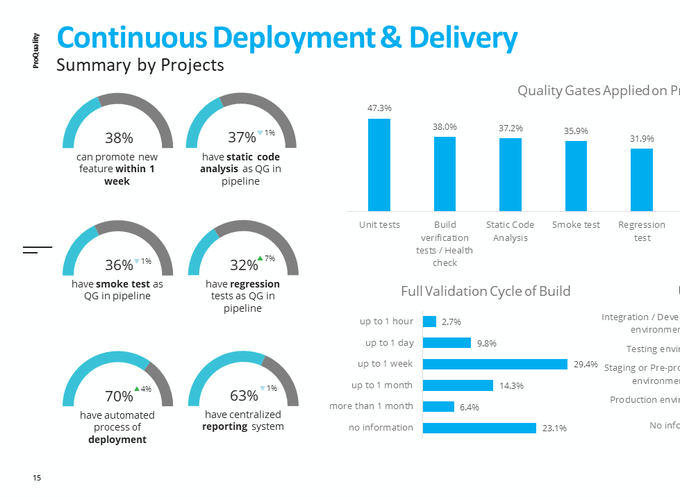 ProQuality
Continuous Deployment & Delivery
Summary by Projects
38%
can promote new
feature within 1
week
37% 1%
have static code
analysis as QG in
pipeline
36% 1%
have smoke test as
QG in pipeline
32% 7%
have regression
tests as QG in
pipeline
70% 4%
have automated
process of
deployment
63% 1%
have centralized
reporting system
Quality Gates Applied on Pr
47.3%
38.0%
37.2%
35.9%
31.9%
Unit tests
Build
verification
tests / Health
check
Static Code
Analysis
Smoke test
Regression
test
Full Validation Cycle of Build
up to 1 hour 2.7%
up to 1 day 9.8%
up to 1 week 29.4%
up to 1 month 14.3%
more than 1 month 6.4%
no information 23.1%
Integration / Deve
environmen
Testing envir
Staging or Pre-pro
environmen
Production envir
No info
15